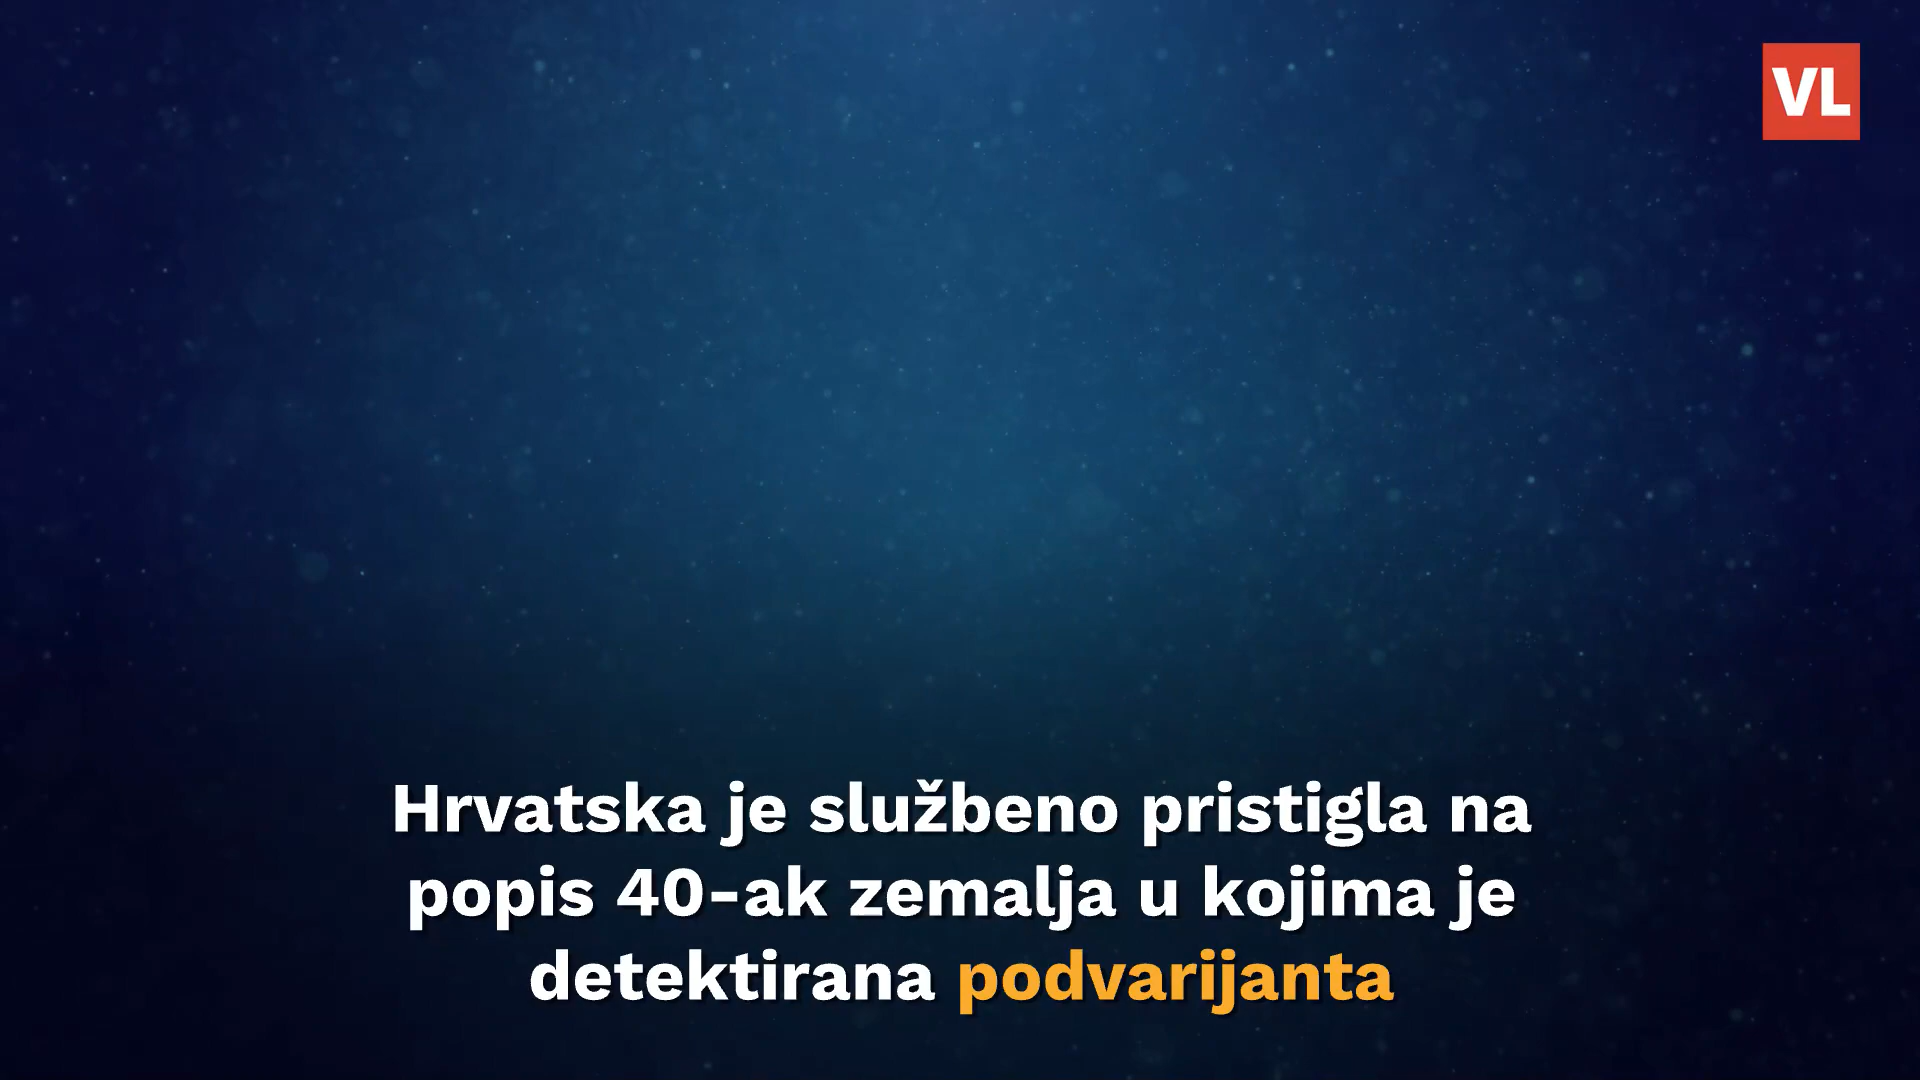 VL
Hrvatska je službeno pristigla na
popis 40-ak zemalja u kojima je
detektirana podvarijanta